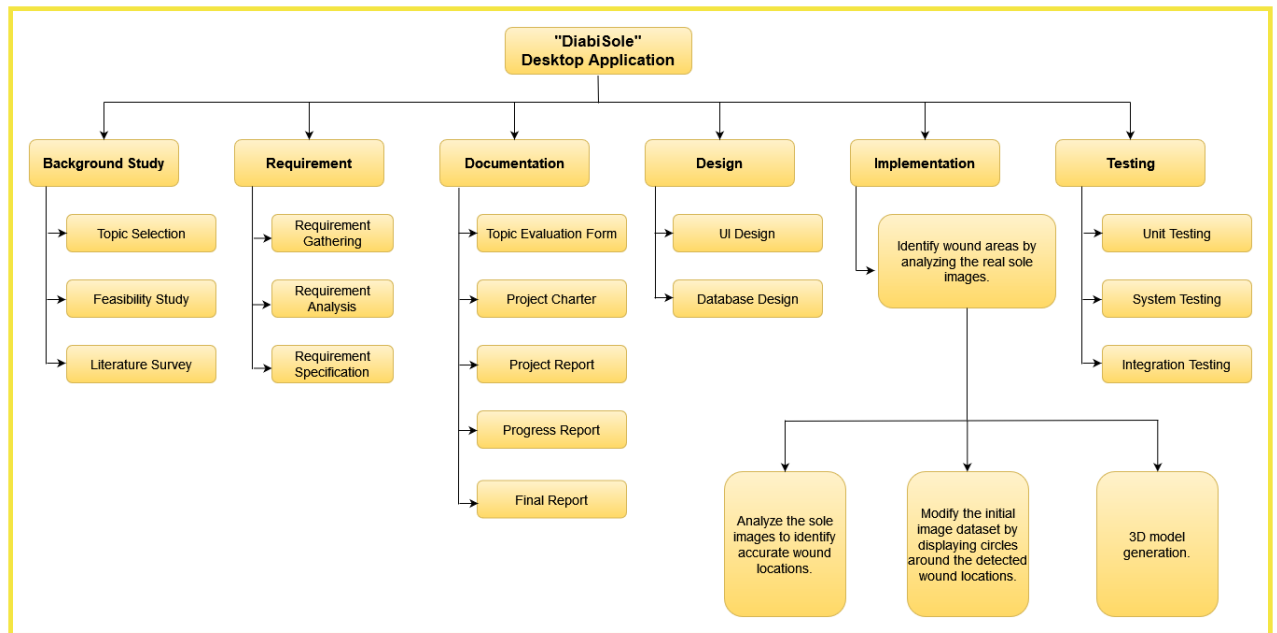 "DiabiSole"
Desktop Application
Background Study
Requirement
Documentation
Design
Implementation
Testing
Topic Selection
Feasibility Study
Literature Survey
Requirement
Gathering
Requirement
Analysis
Requirement
Specification
Topic Evaluation Form
Project Charter
Project Report
Progress Report
Final Report
UI Design
Database Design
Identify wound areas by
analyzing the real sole
images.
Analyze the sole
images to identify
accurate wound
locations.
Modify the initial
image dataset by
displaying circles
around the detected
wound locations.
3D model
generation.
Unit Testing
System Testing
Integration Testing